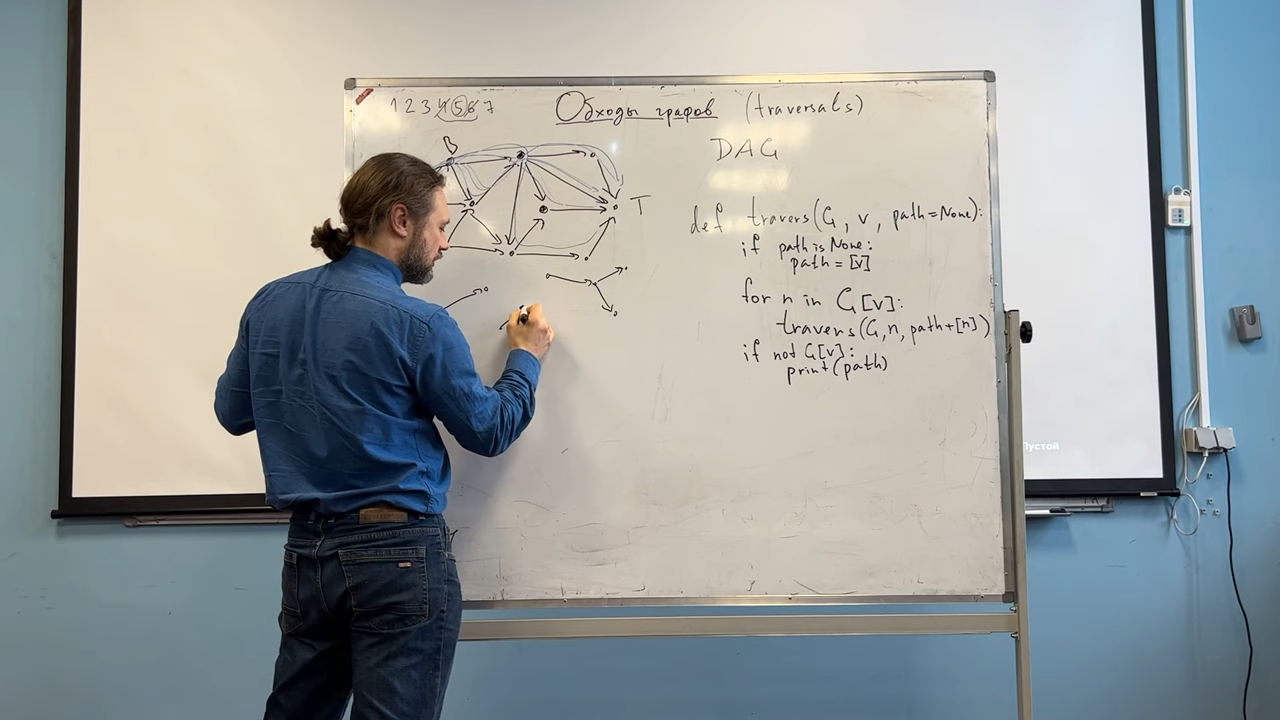 1 2 3 4 5 6 7
Обходы графов (traversals)
B
DAG
T
def travers(G, v, path=None):
if path is None:
path = [v]
for n in G[v]:
travers(G, n, path+[n])
if not G[v]:
print(path)
Пустой